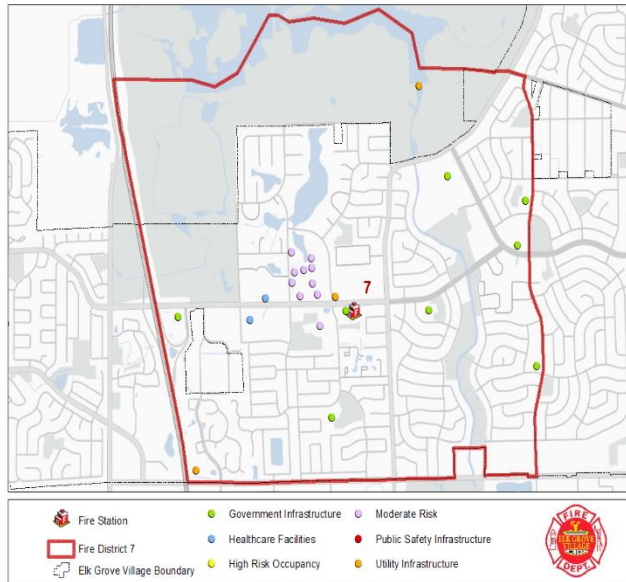 7
Fire Station
Fire District 7
Elk Grove Village Boundary
Government Infrastructure
Healthcare Facilities
High Risk Occupancy
Moderate Risk
Public Safety Infrastructure
Utility Infrastructure
FIRE
ELK GROVE
VILLAGE
DEPT.